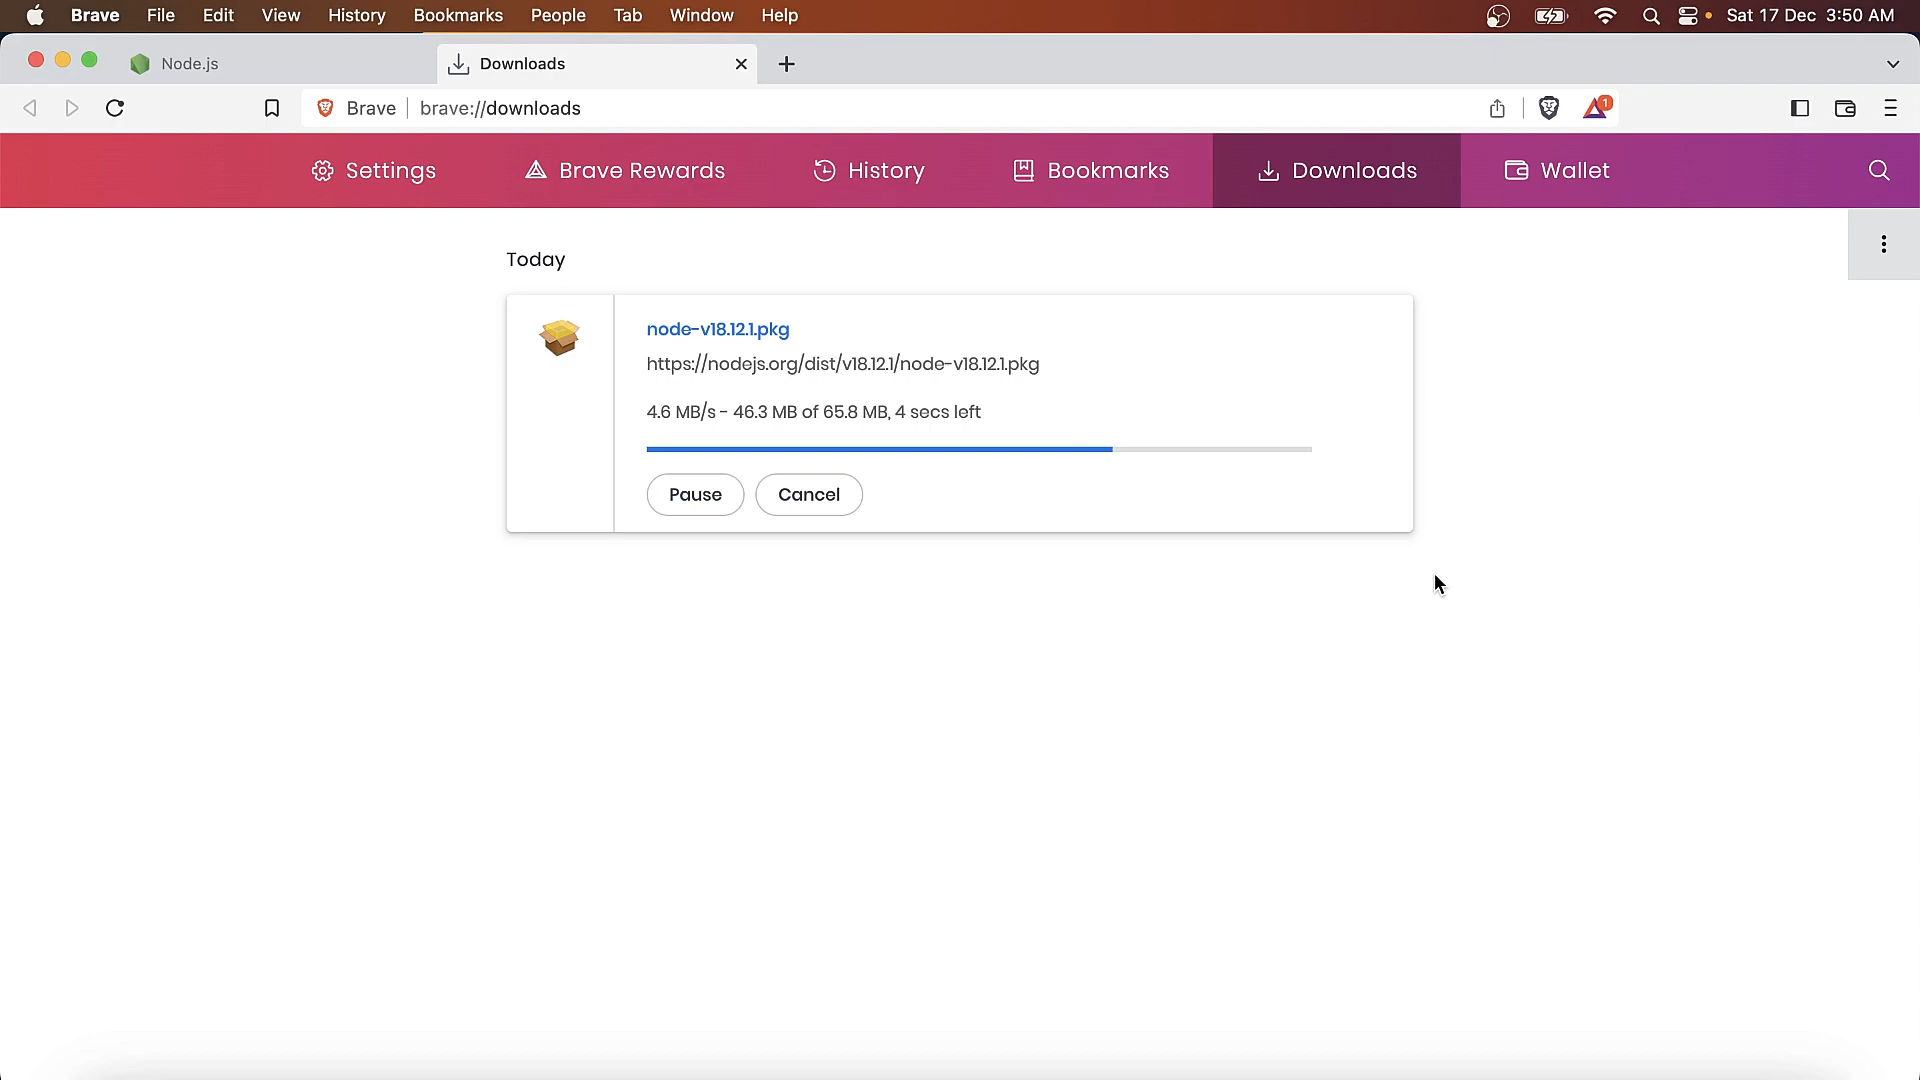 Brave File Edit View History Bookmarks People Tab Window Help Sat 17 Dec 3:50 AM
Node.js Downloads
Brave brave://downloads 1
Settings Brave Rewards History Bookmarks Downloads Wallet
Today
node-v18.12.1.pkg
https://nodejs.org/dist/v18.12.1/node-v18.12.1.pkg
4.6 MB/s - 46.3 MB of 65.8 MB, 4 secs left
Pause Cancel